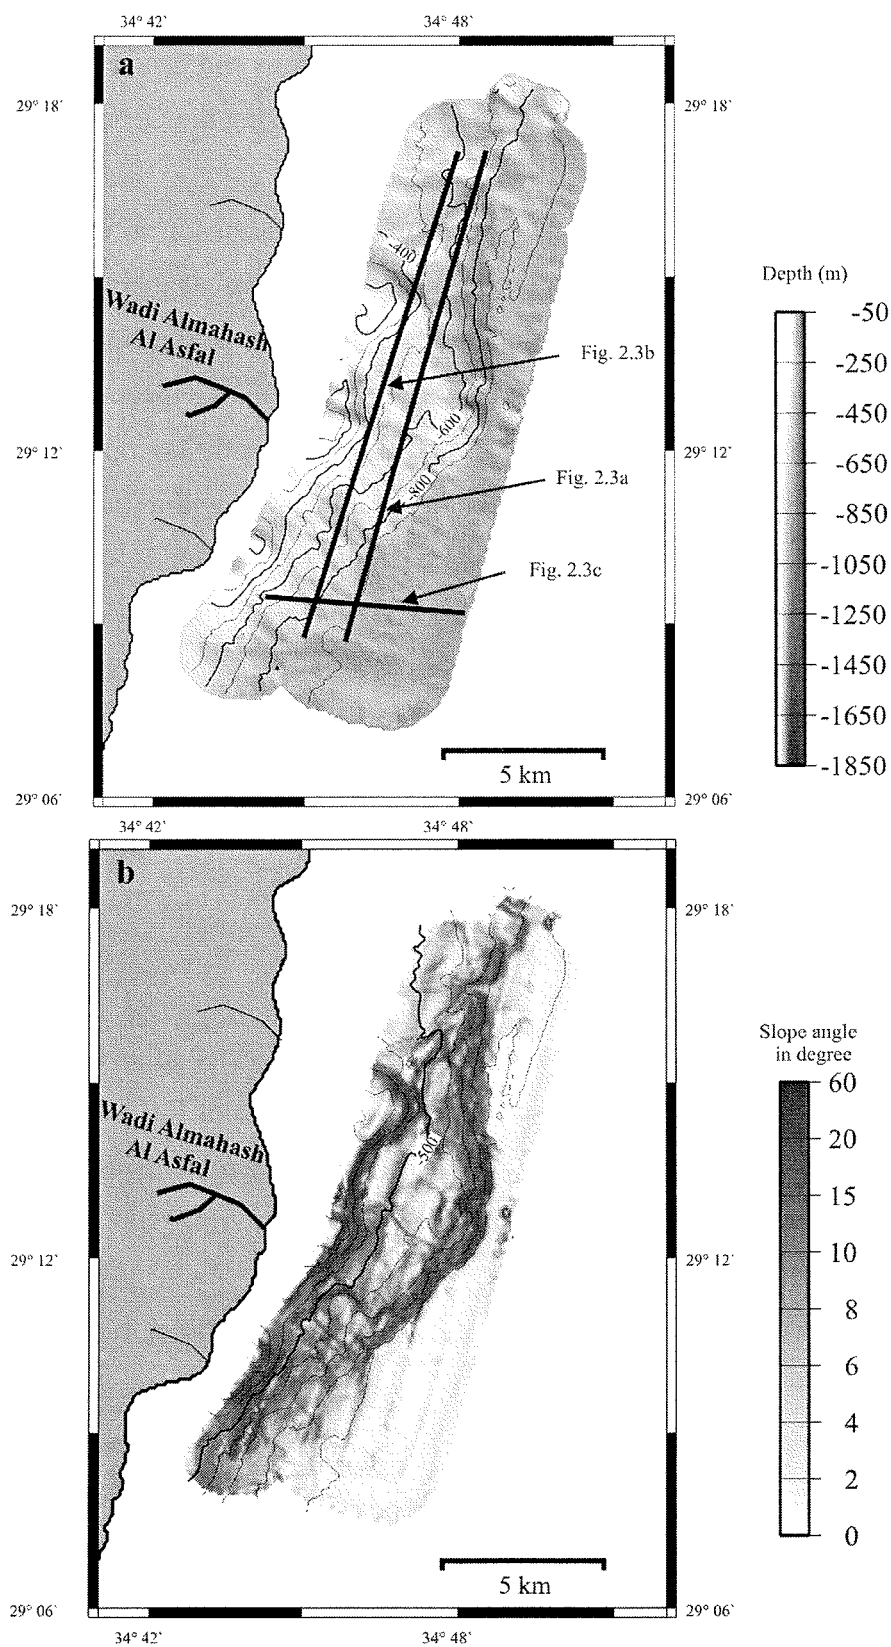 34° 42`
34° 48`
a
29° 18`
29° 18`
-400
Depth (m)
Wadi Almahash
Al Asfal
-50
-250
-450
-650
-850
-1050
-1250
-1450
-1650
-1850
Fig. 2.3b
-600
29° 12`
29° 12`
Fig. 2.3a
-800
Fig. 2.3c
5 km
29° 06`
29° 06`
34° 42`
34° 48`
b
29° 18`
29° 18`
Slope angle
in degree
60
20
15
10
8
6
4
2
0
Wadi Almahash
Al Asfal
-500
29° 12`
29° 12`
5 km
29° 06`
29° 06`
34° 42`
34° 48`